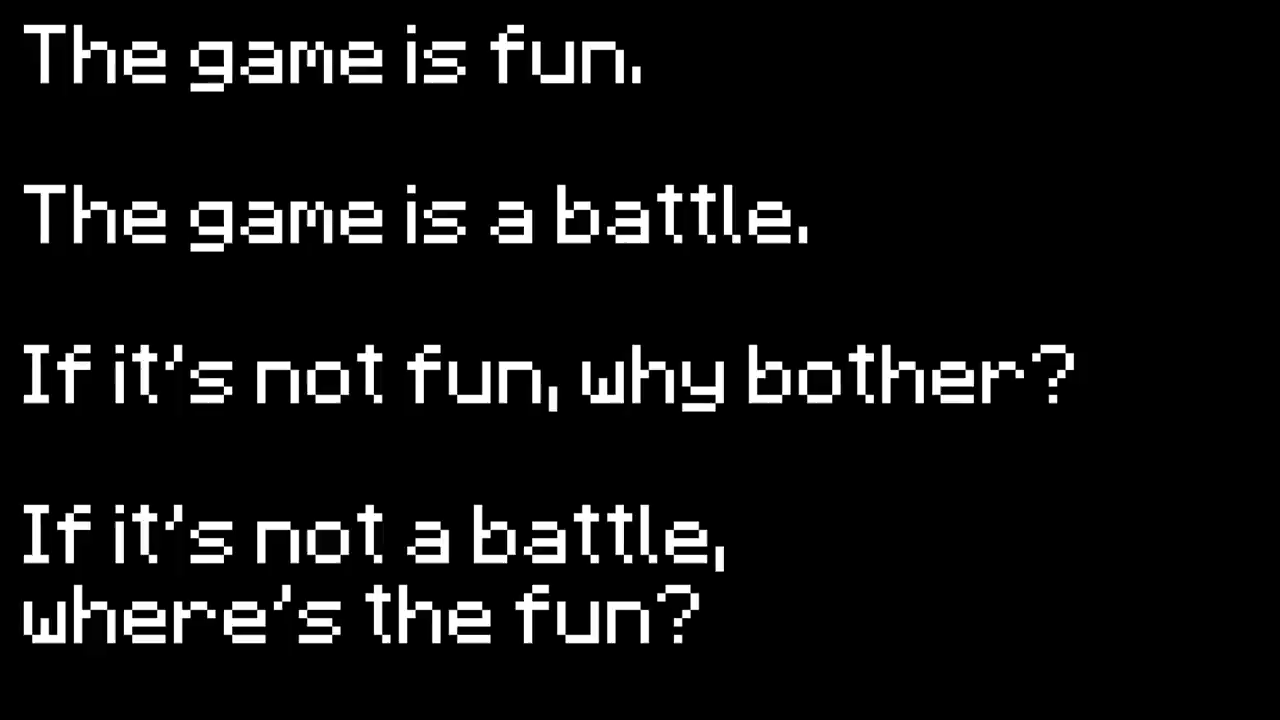 The game is fun.
The game is a battle.
If it's not fun, why bother?
If it's not a battle,
where's the fun?